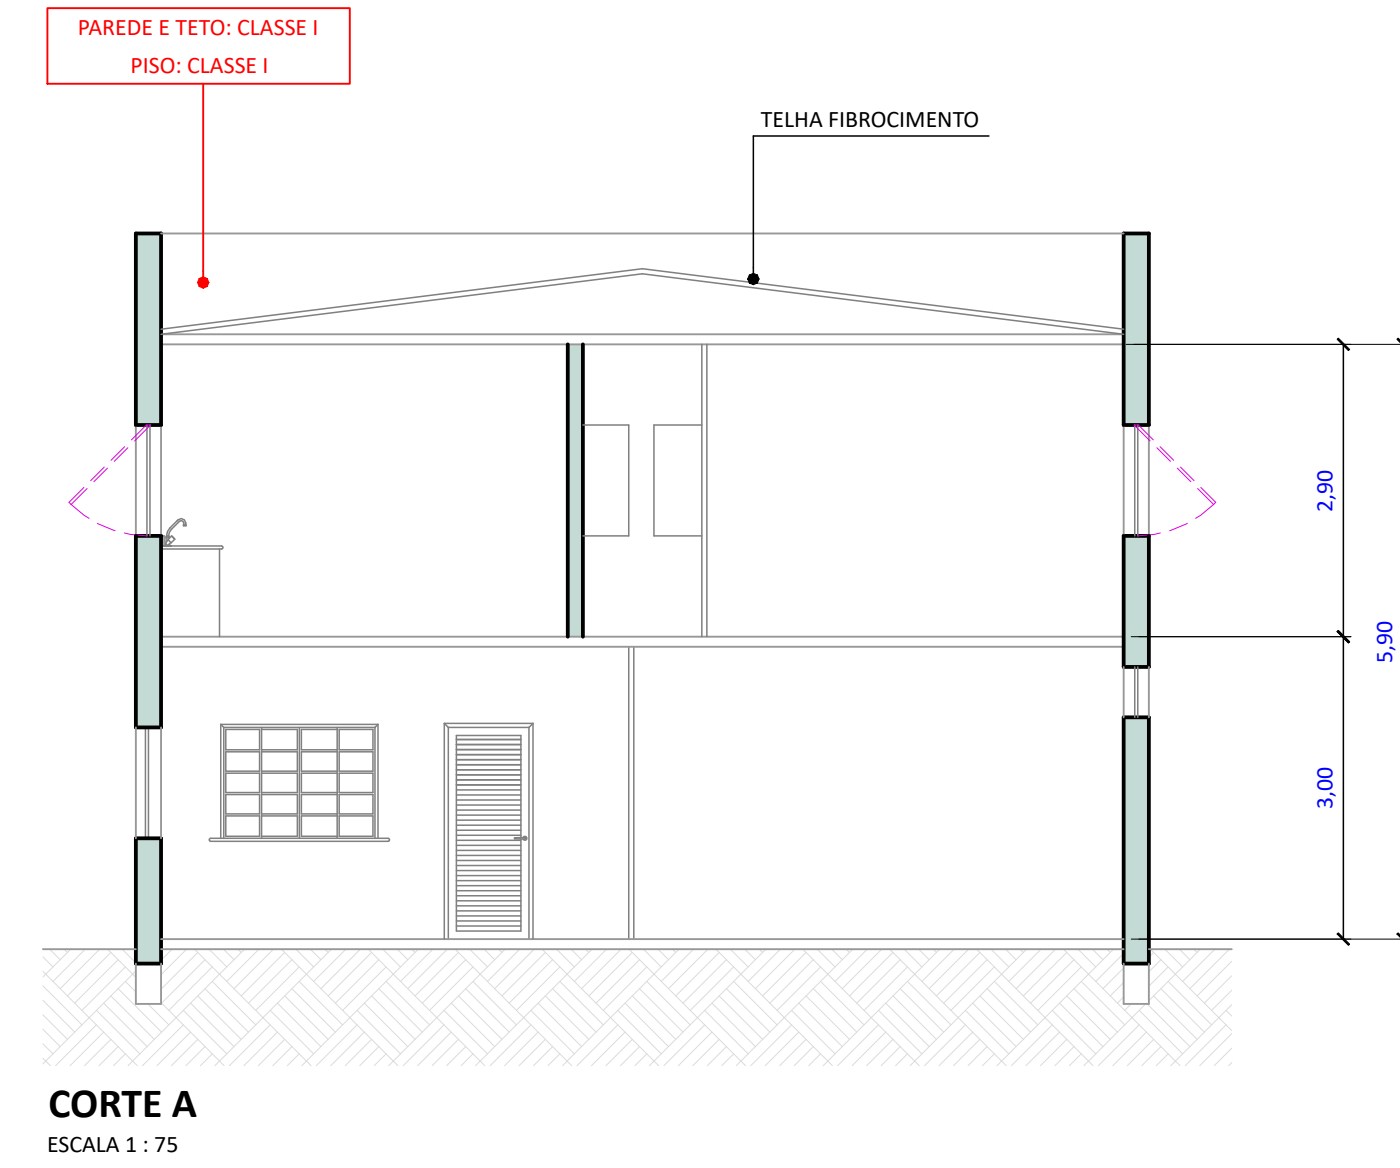 PAREDE E TETO: CLASSE I
PISO: CLASSE I
TELHA FIBROCIMENTO
2,90
5,90
3,00
CORTE A
ESCALA 1 : 75